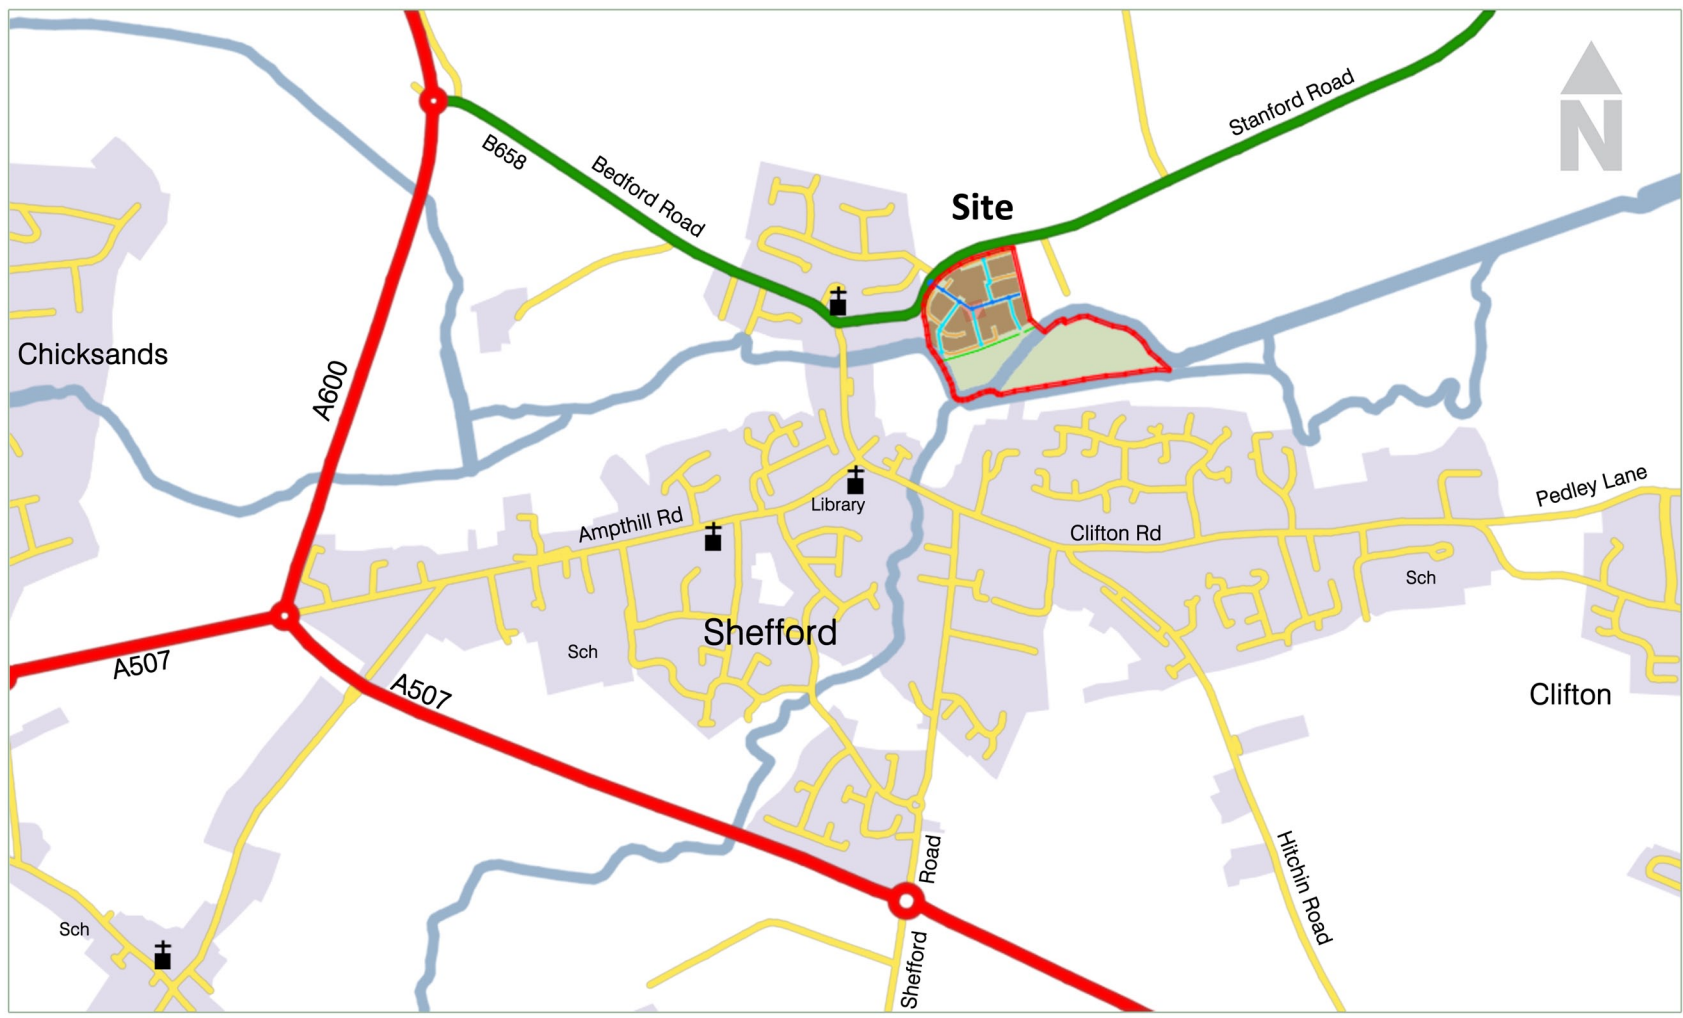 Stanford Road
B658
Bedford Road
N
Site
Chicksands
A600
Library
Pedley Lane
Ampthill Rd
Clifton Rd
Sch
Shefford
Sch
A507
A507
Clifton
Road
Hitchin Road
Sch
Shefford